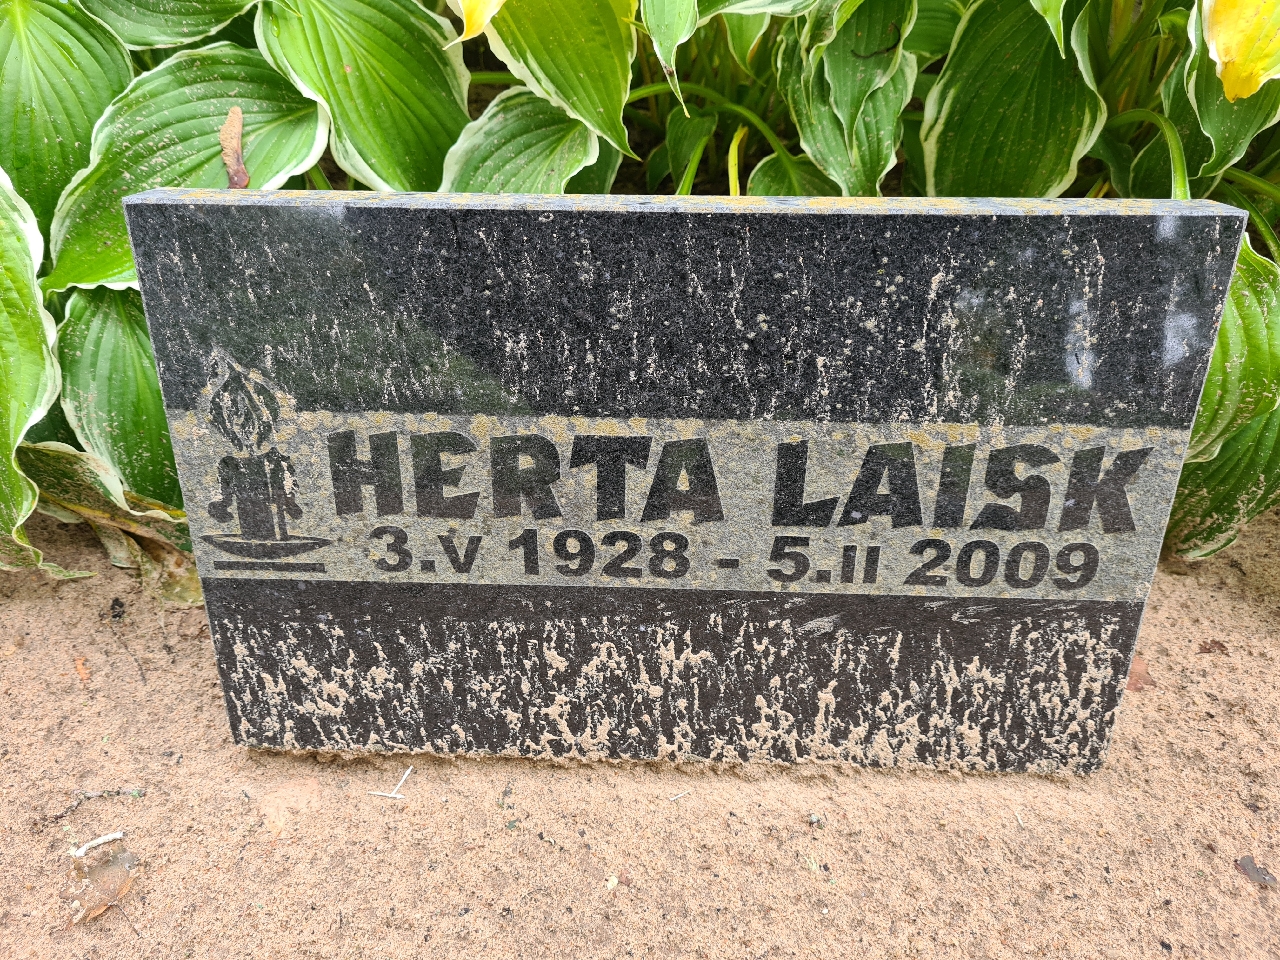 HERTA LAISK
3.V 1928 - 5.II 2009